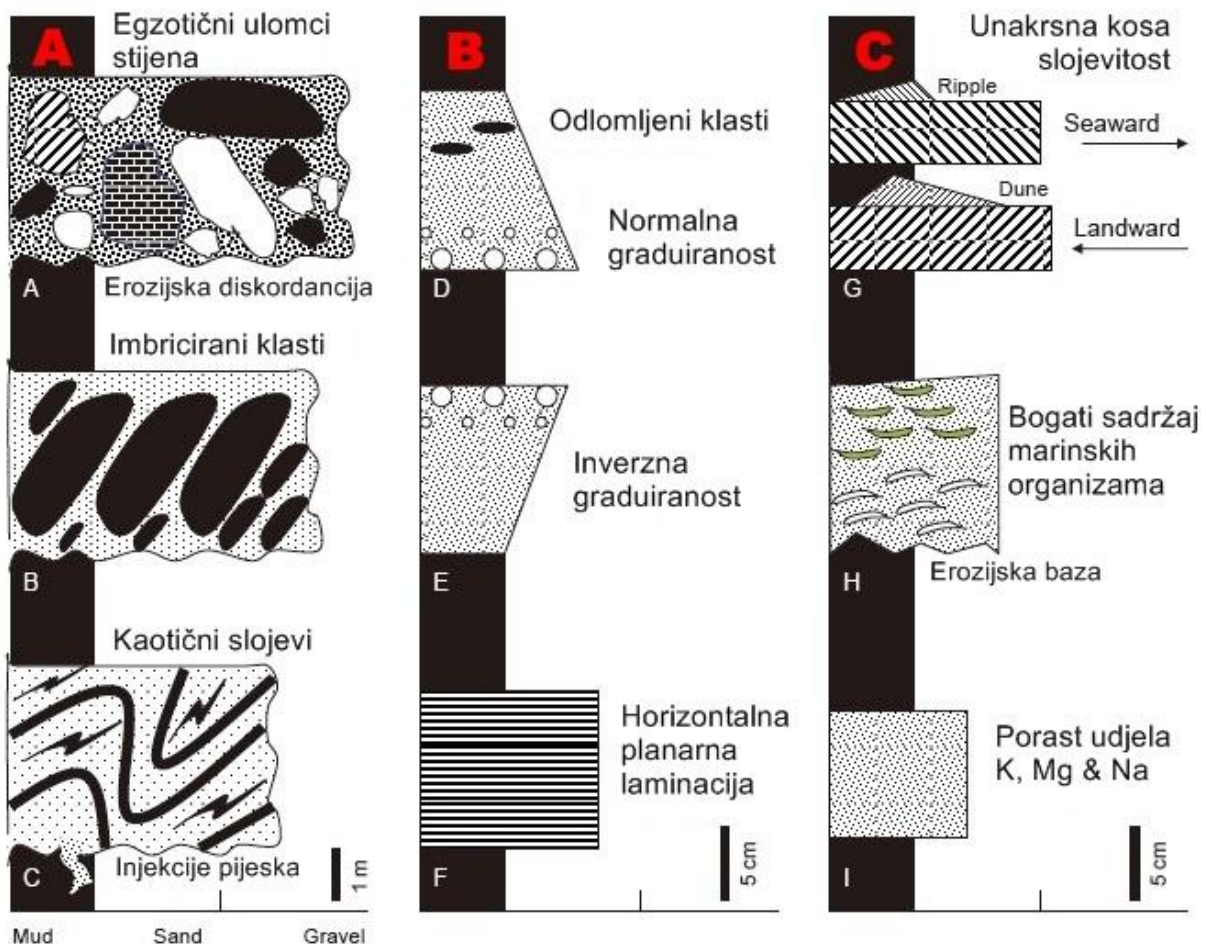 A
Egzotični ulomci
stijena
A
Erozijska diskordancija
Imbricirani klasti
B
Kaotični slojevi
C
Injekcije pijeska
1 m
Mud
Sand
Gravel
B
Odlomljeni klasti
Normalna
graduiranost
D
Inverzna
graduiranost
E
Horizontalna
planarna
laminacija
F
5 cm
C
Unakrsna kosa
slojevitost
Ripple
Seaward
Dune
Landward
G
Bogati sadržaj
marinskih
organizama
H
Erozijska baza
Porast udjela
K, Mg & Na
I
5 cm